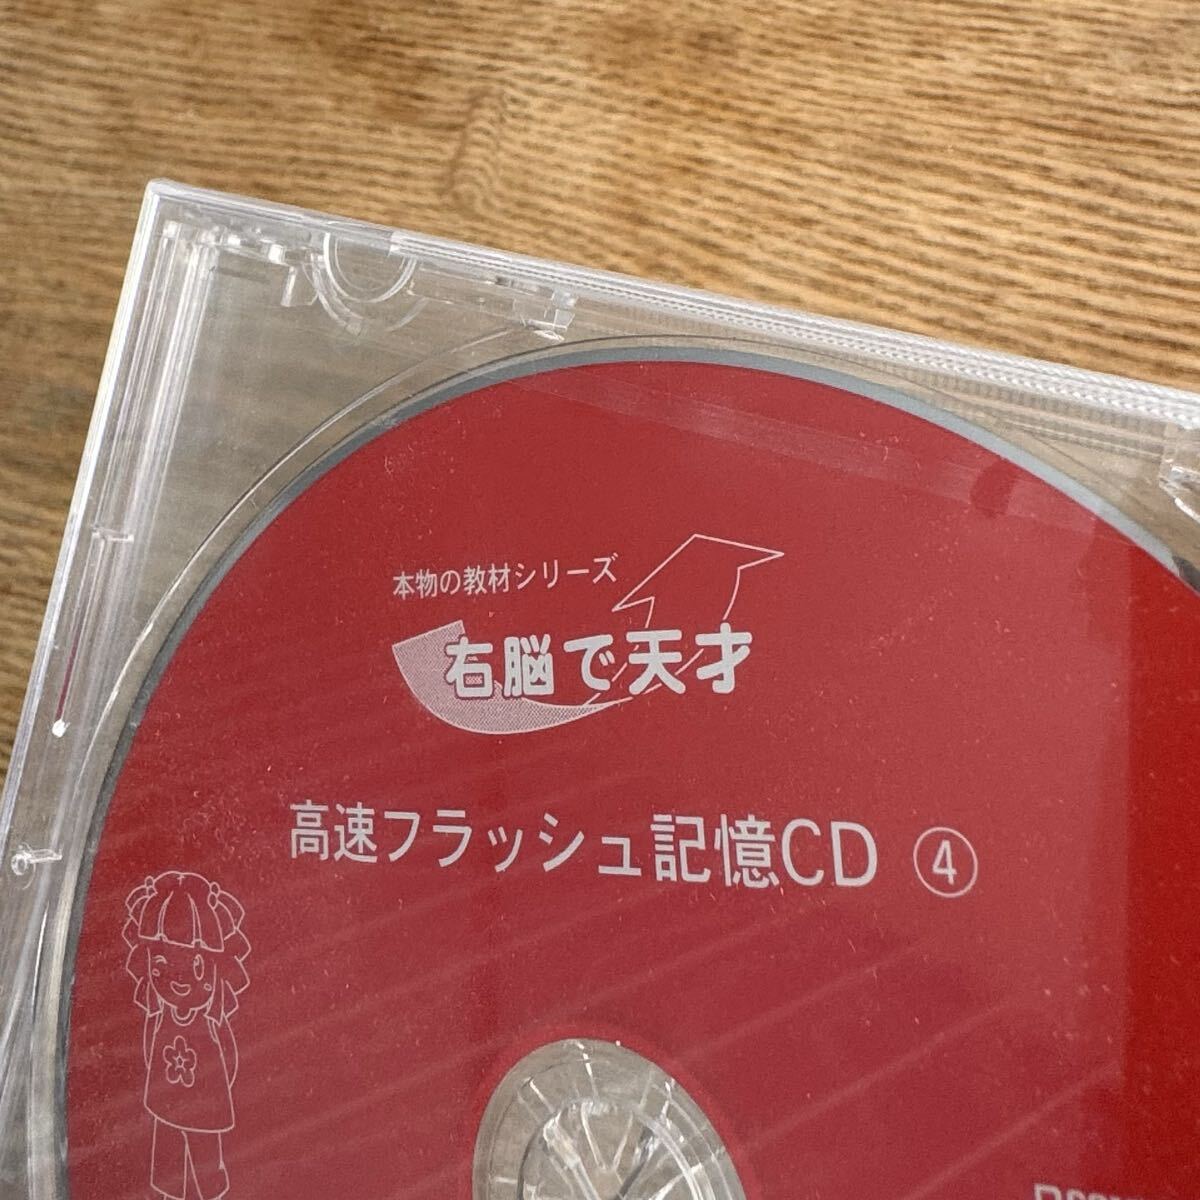 本物の教材シリーズ
右脳で天才
高速フラッシュ記憶CD ④